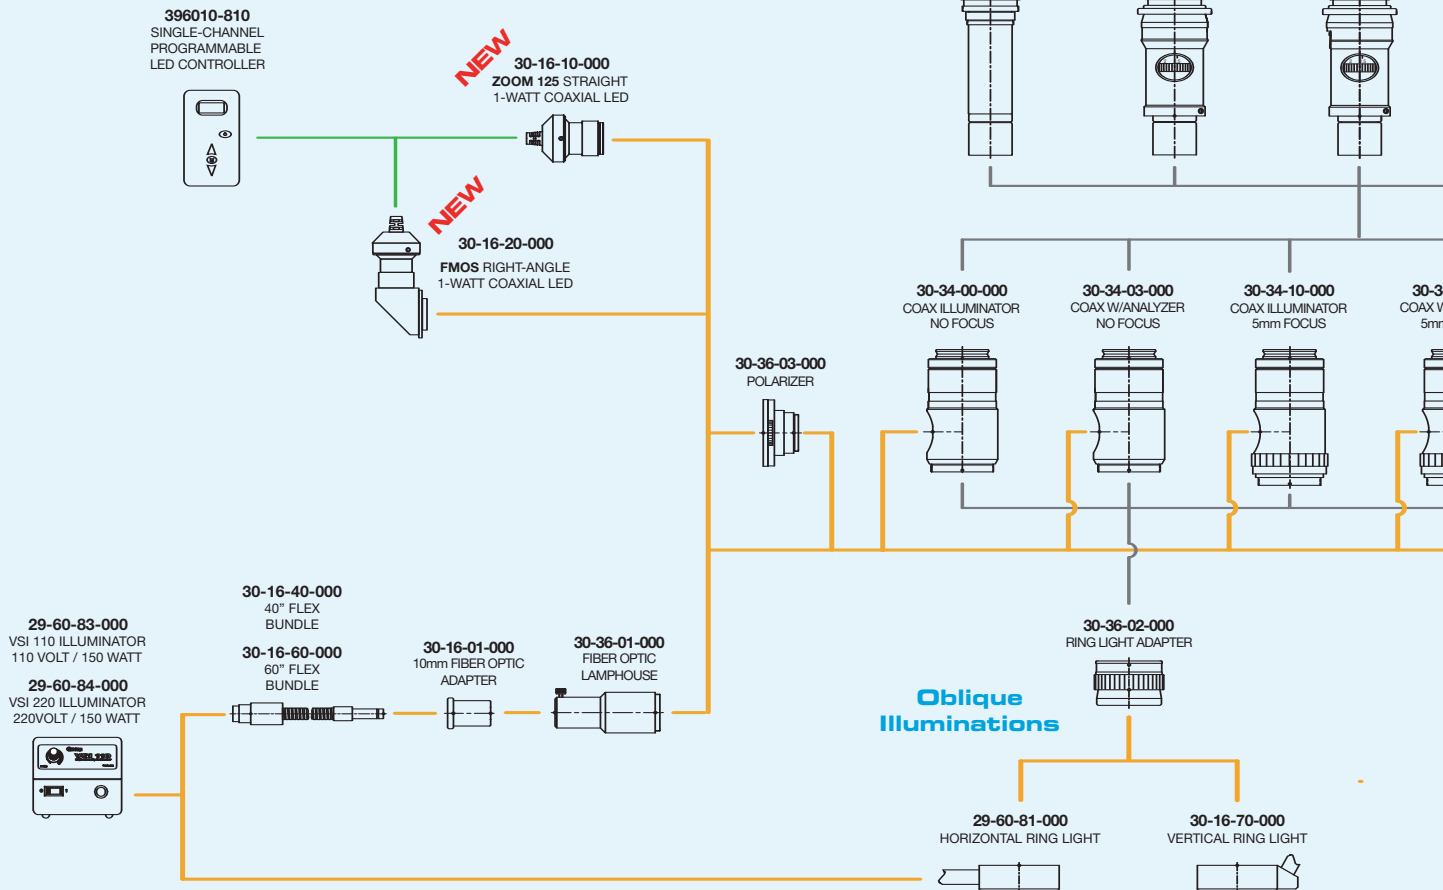 396010-810
SINGLE-CHANNEL
PROGRAMMABLE
LED CONTROLLER
NEW
30-16-10-000
ZOOM 125 STRAIGHT
1-WATT COAXIAL LED
NEW
30-16-20-000
FMOS RIGHT-ANGLE
1-WATT COAXIAL LED
30-34-00-000
COAX ILLUMINATOR
NO FOCUS
30-34-03-000
COAX W/ANALYZER
NO FOCUS
30-34-10-000
COAX ILLUMINATOR
5mm FOCUS
30-3
COAX W
5mm
30-36-03-000
POLARIZER
29-60-83-000
VSI 110 ILLUMINATOR
110 VOLT / 150 WATT
29-60-84-000
VSI 220 ILLUMINATOR
220VOLT / 150 WATT
30-16-40-000
40” FLEX
BUNDLE
30-16-60-000
60” FLEX
BUNDLE
30-16-01-000
10mm FIBER OPTIC
ADAPTER
30-36-01-000
FIBER OPTIC
LAMPHOUSE
30-36-02-000
RING LIGHT ADAPTER
Oblique
Illuminations
29-60-81-000
HORIZONTAL RING LIGHT
30-16-70-000
VERTICAL RING LIGHT